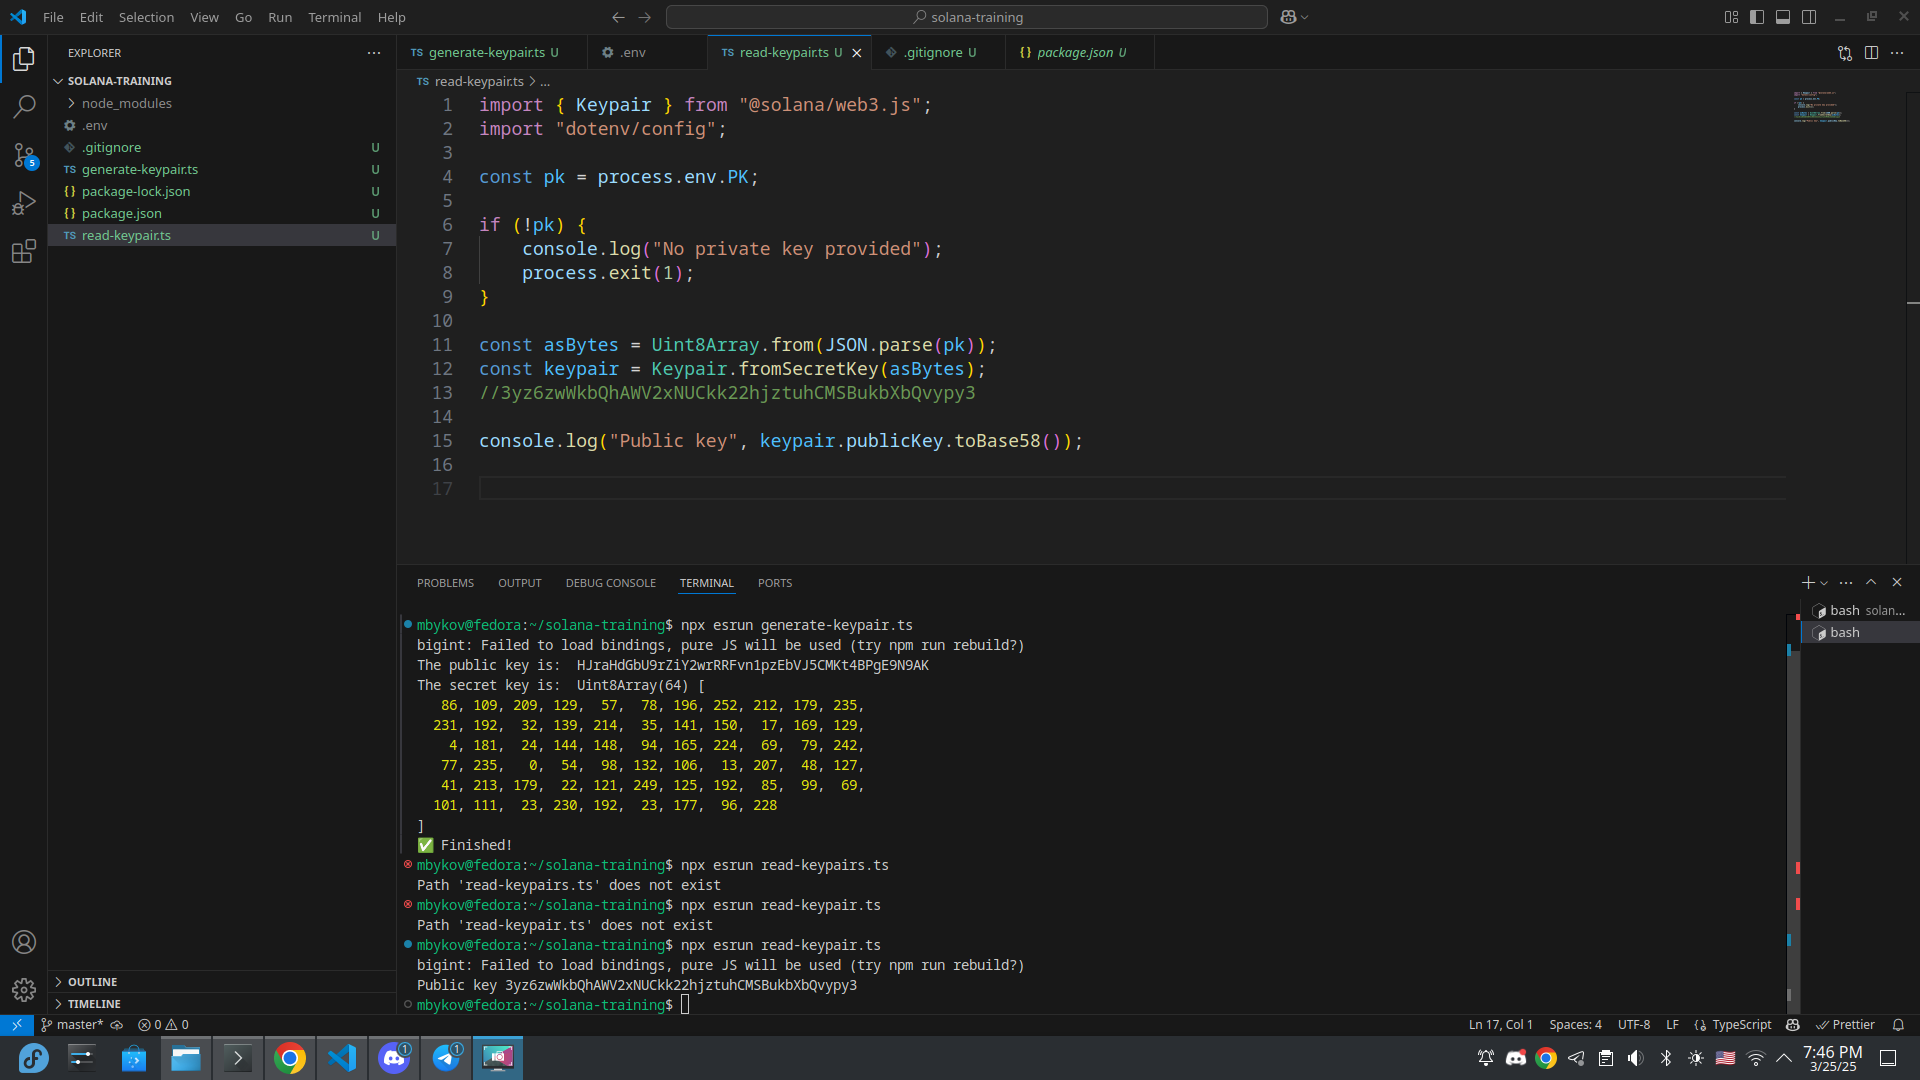 File Edit Selection View Go Run Terminal Help
solana-training
EXPLORER
generate-keypair.ts U
.env
read-keypair.ts U
.gitignore U
package.json U
SOLANA-TRAINING
node_modules
.env
.gitignore U
generate-keypair.ts U
package-lock.json U
package.json U
read-keypair.ts U
5
read-keypair.ts > ...
1 import { Keypair } from "@solana/web3.js";
2 import "dotenv/config";
3
4 const pk = process.env.PK;
5
6 if (!pk) {
7 console.log("No private key provided");
8 process.exit(1);
9 }
10
11 const asBytes = Uint8Array.from(JSON.parse(pk));
12 const keypair = Keypair.fromSecretKey(asBytes);
13 //3yz6zwWkbQhAWV2xNUCkk22hjztuhCMSBukbXbQvypy3
14
15 console.log("Public key", keypair.publicKey.toBase58());
16
17
PROBLEMS OUTPUT DEBUG CONSOLE TERMINAL PORTS
bash solan...
bash
mbykov@fedora:~/solana-training$ npx esrun generate-keypair.ts
bigint: Failed to load bindings, pure JS will be used (try npm run rebuild?)
The public key is:  HJraHdGbU9rZiY2wrRRFvn1pzEbVJ5CMKt4BPgE9N9AK
The secret key is:  Uint8Array(64) [
86, 109, 209, 129, 57, 78, 196, 252, 212, 179, 235,
231, 192, 32, 139, 214, 35, 141, 150, 17, 169, 129,
4, 181, 24, 144, 148, 94, 165, 224, 69, 79, 242,
77, 235, 0, 54, 98, 132, 106, 13, 207, 48, 127,
41, 213, 179, 22, 121, 249, 125, 192, 85, 99, 69,
101, 111, 23, 230, 192, 23, 177, 96, 228
]
✅ Finished!
mbykov@fedora:~/solana-training$ npx esrun read-keypairs.ts
Path 'read-keypairs.ts' does not exist
mbykov@fedora:~/solana-training$ npx esrun read-keypair.ts
Path 'read-keypair.ts' does not exist
mbykov@fedora:~/solana-training$ npx esrun read-keypair.ts
bigint: Failed to load bindings, pure JS will be used (try npm run rebuild?)
Public key 3yz6zwWkbQhAWV2xNUCkk22hjztuhCMSBukbXbQvypy3
mbykov@fedora:~/solana-training$
OUTLINE
TIMELINE
master* 0 0
Ln 17, Col 1 Spaces: 4 UTF-8 LF TypeScript Prettier
1
1
7:46 PM
3/25/25